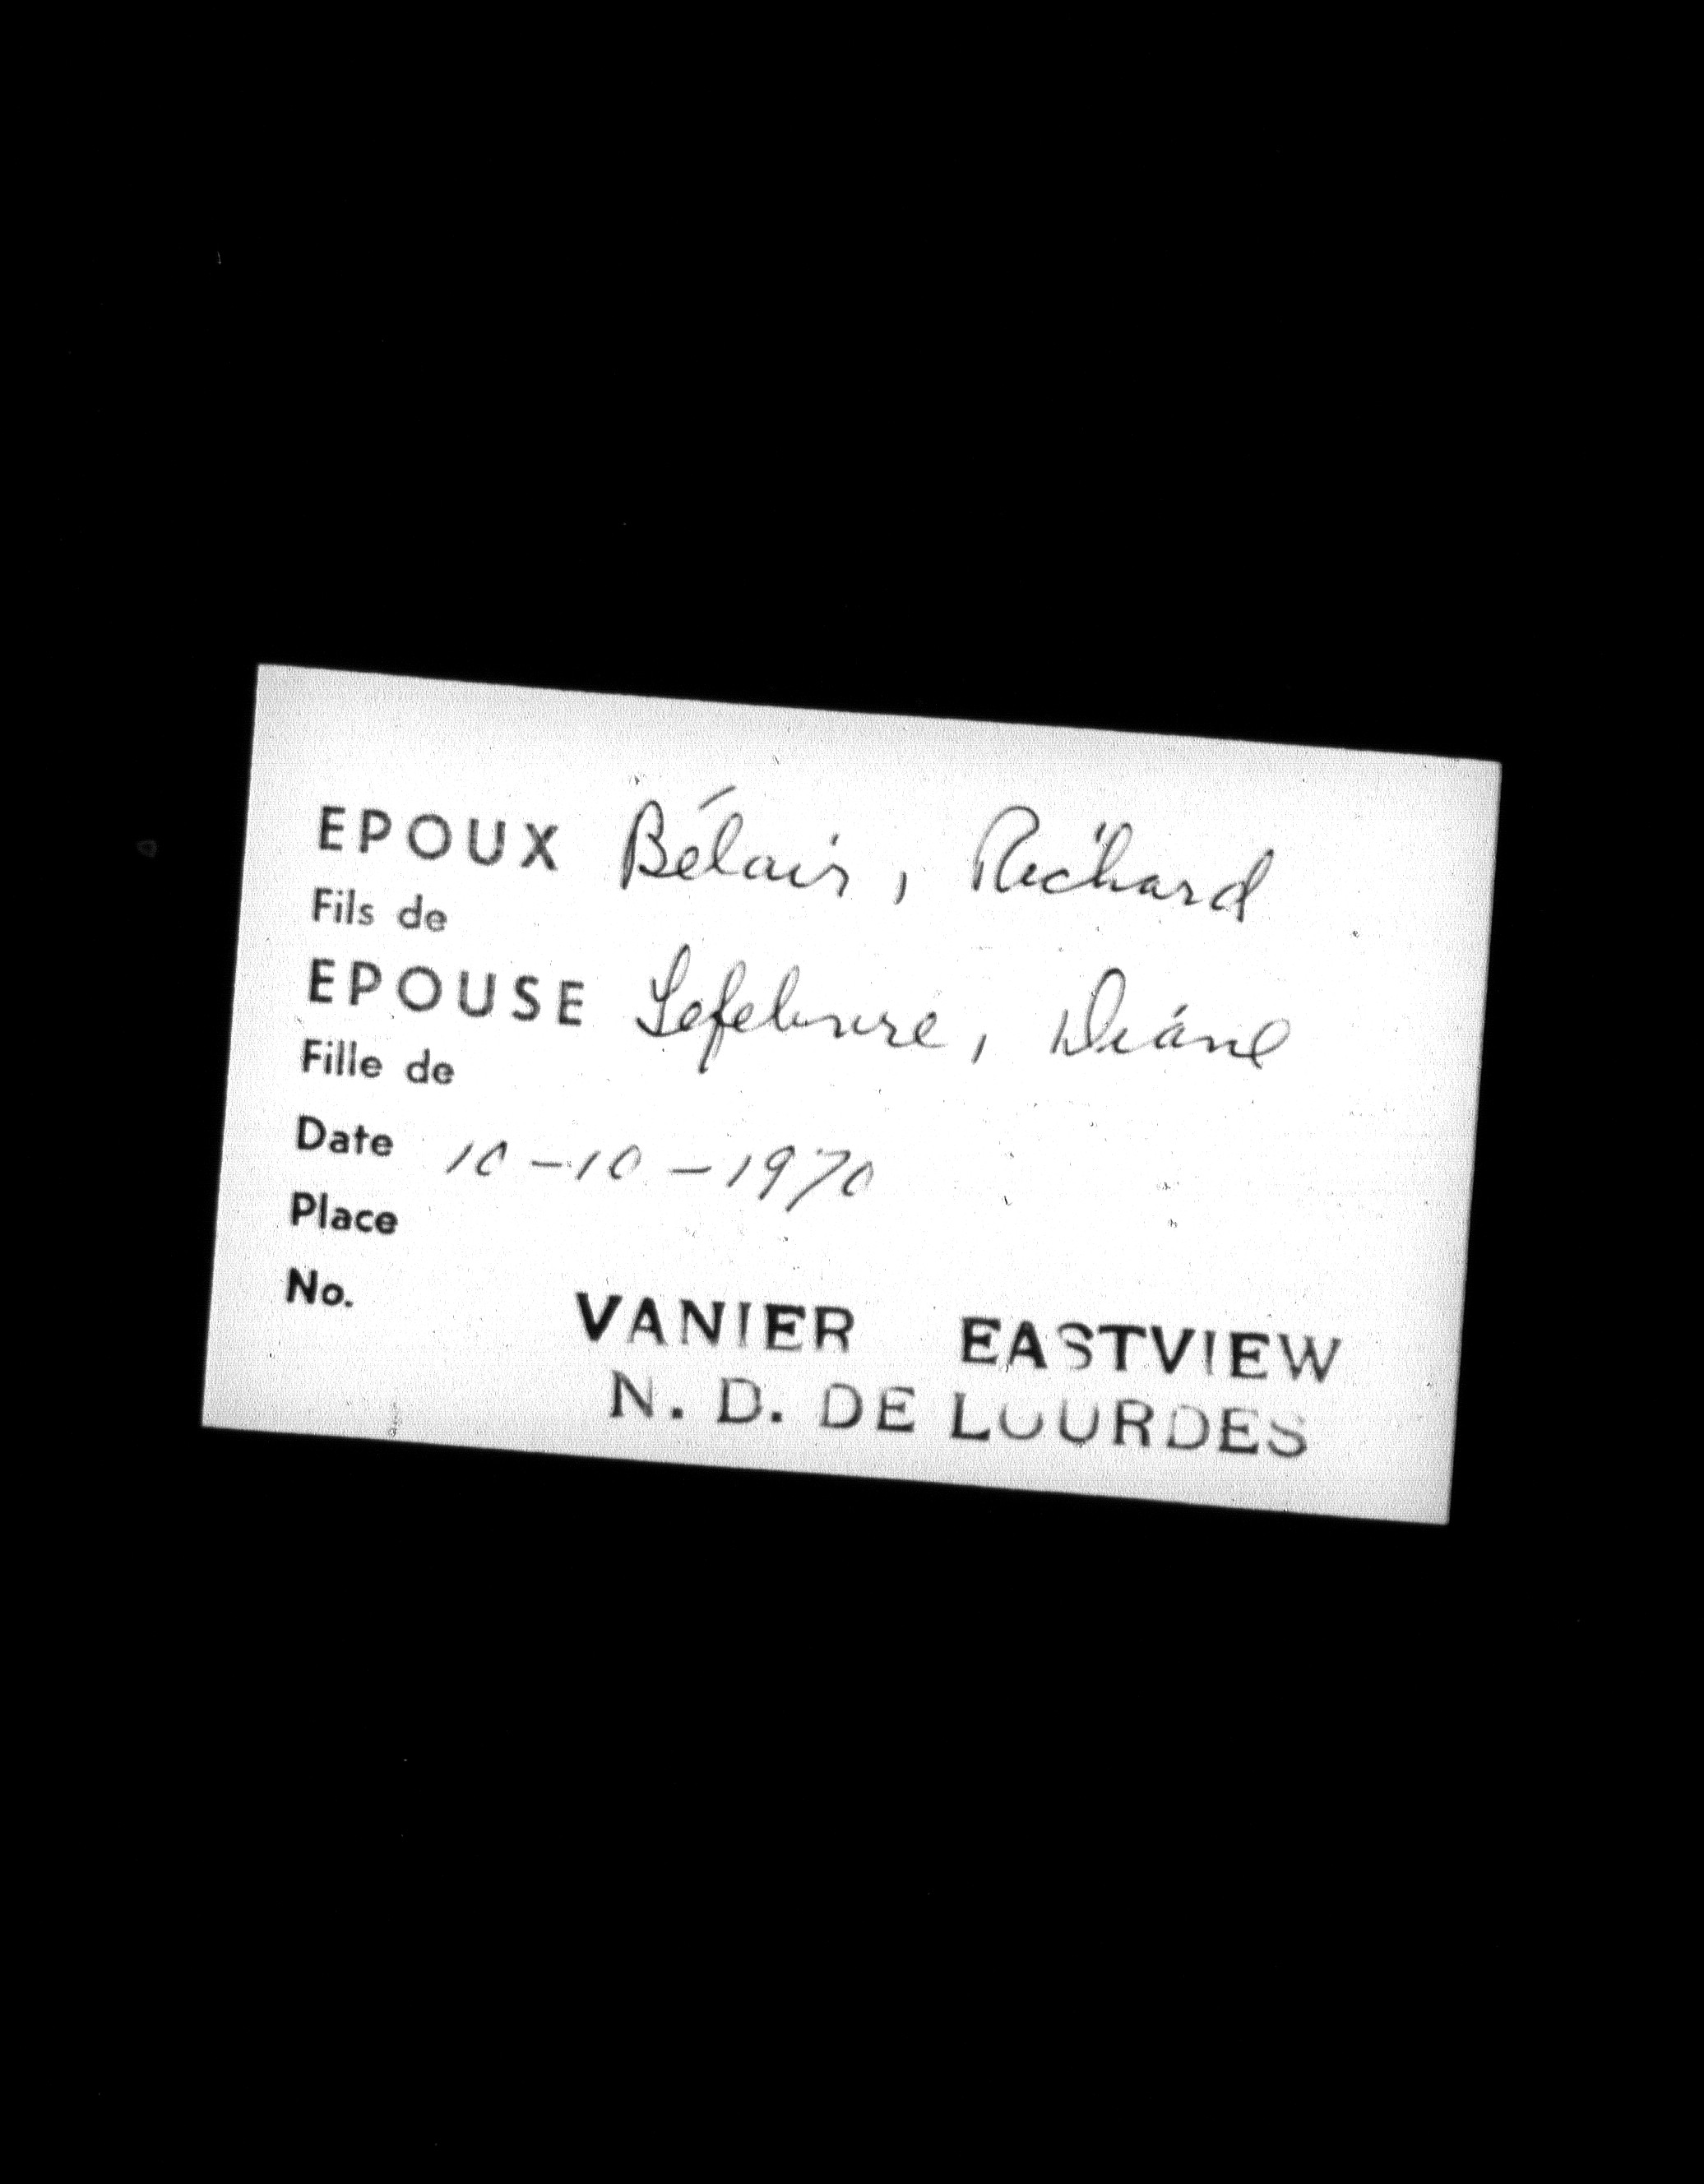 EPOUX Bélair, Richard
Fils de
EPOUSE Lefebvre, Diane
Fille de
Date 10-10-1970
Place
No.
VANIER EASTVIEW
N. D. DE LOURDES